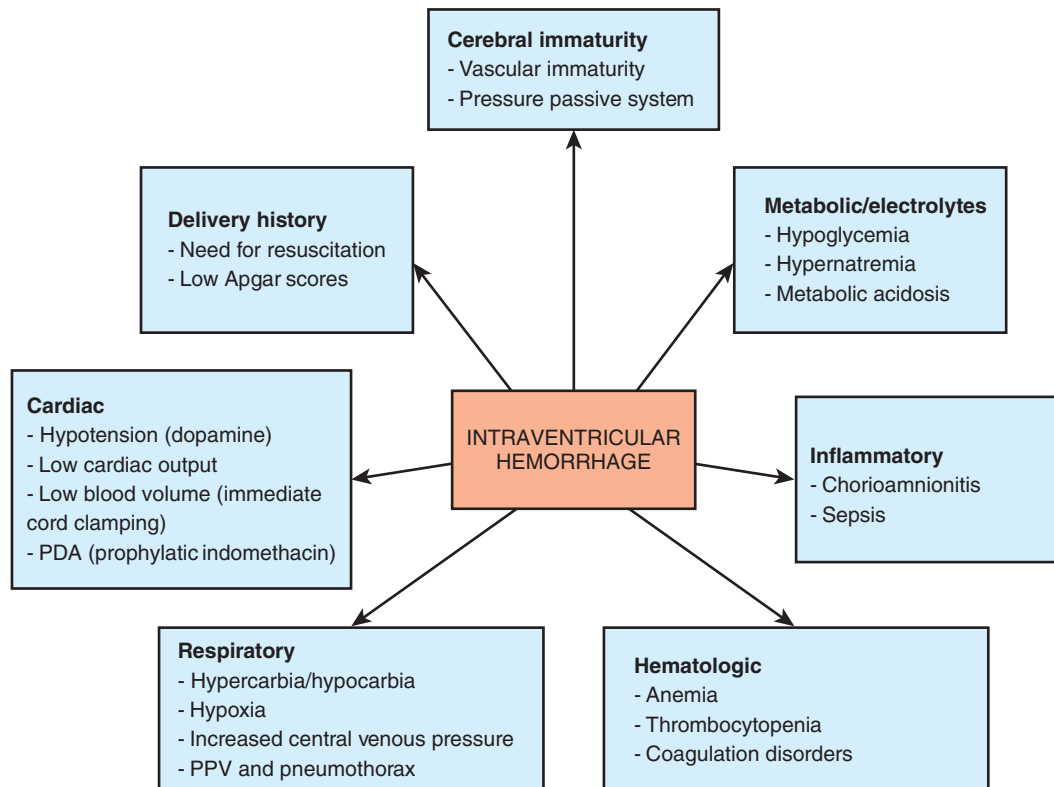 Cerebral immaturity
- Vascular immaturity
- Pressure passive system
Delivery history
- Need for resuscitation
- Low Apgar scores
Metabolic/electrolytes
- Hypoglycemia
- Hypernatremia
- Metabolic acidosis
Cardiac
- Hypotension (dopamine)
- Low cardiac output
- Low blood volume (immediate
cord clamping)
- PDA (prophylatic indomethacin)
INTRAVENTRICULAR
HEMORRHAGE
Inflammatory
- Chorioamnionitis
- Sepsis
Respiratory
- Hypercarbia/hypocarbia
- Hypoxia
- Increased central venous pressure
- PPV and pneumothorax
Hematologic
- Anemia
- Thrombocytopenia
- Coagulation disorders